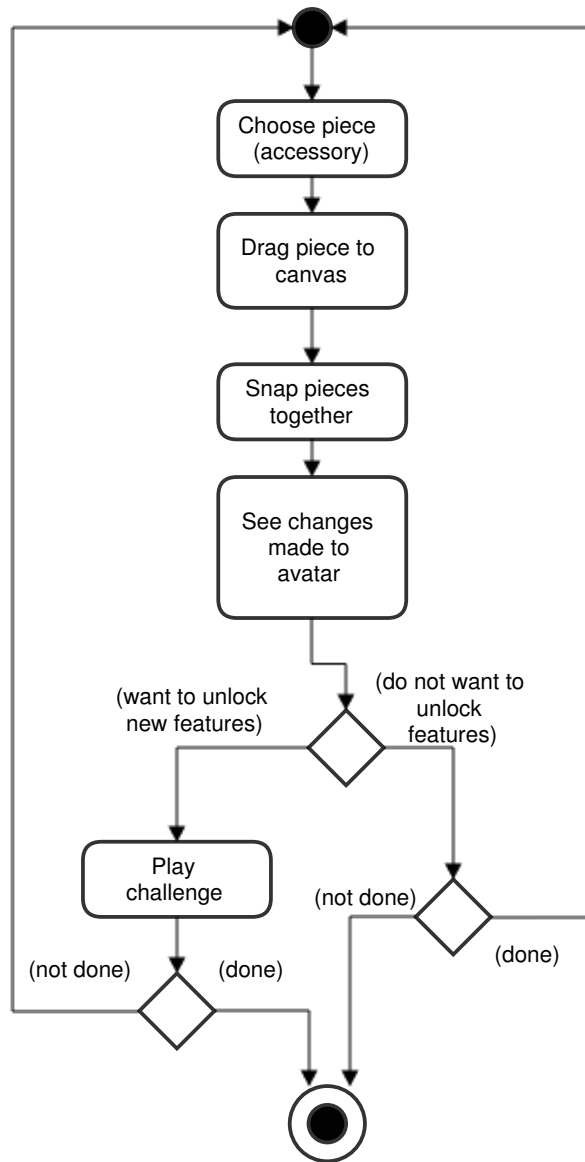 Choose piece
(accessory)
Drag piece to
canvas
Snap pieces
together
See changes
made to
avatar
(want to unlock
new features)
(do not want to
unlock
features)
Play
challenge
(not done)
(done)
(not done)
(done)